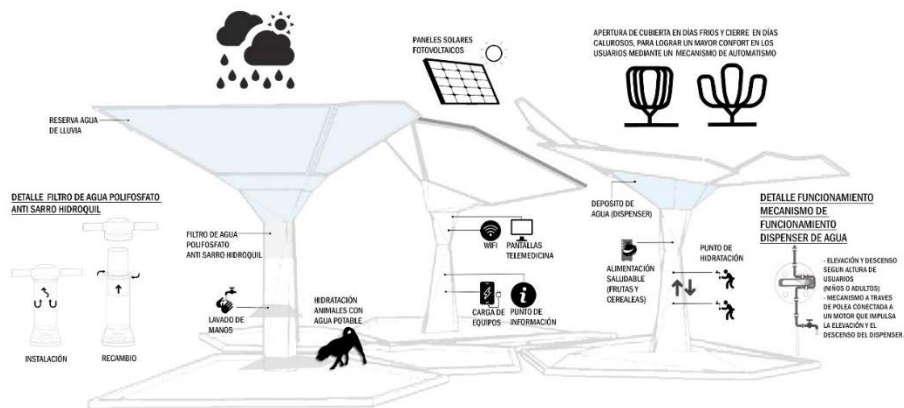 PANELES SOLARES
FOTOVOLTAICOS
APERTURA DE CUBIERTA EN DÍAS FRIOS Y CIERRE EN DÍAS
CALUROSOS, PARA LOGRAR UN MAYOR CONFORT EN LOS
USUARIOS MEDIANTE UN MECANISMO DE AUTOMATISMO
RESERVA AGUA
DE LLUVIA
DETALLE FILTRO DE AGUA POLIFOSFATO
ANTI SARRO HIDROQUIL
INSTALACIÓN
RECAMBIO
FILTRO DE AGUA
POLIFOSFATO
ANTI SARRO HIDROQUIL
LAVADO DE
MANOS
HIDRATACIÓN
ANIMALES CON
AGUA POTABLE
WIFI
PANTALLAS
TELEMEDICINA
CARGA DE
EQUIPOS
PUNTO DE
INFORMACIÓN
DEPOSITO DE
AGUA (DISPENSER)
ALIMENTACIÓN
SALUDABLE
(FRUTAS Y
CEREALEAS)
PUNTO DE
HIDRATACIÓN
DETALLE FUNCIONAMIENTO
MECANISMO DE
FUNCIONAMIENTO
DISPENSER DE AGUA
- ELEVACIÓN Y DESCENSO
SEGUN ALTURA DE
USUARIOS
(NIÑOS O ADULTOS)
- MECANISMO A TRAVES
DE POLEA CONECTADA A
UN MOTOR QUE IMPULSA
LA ELEVACIÓN Y EL
DESCENSO DEL DISPENSER.